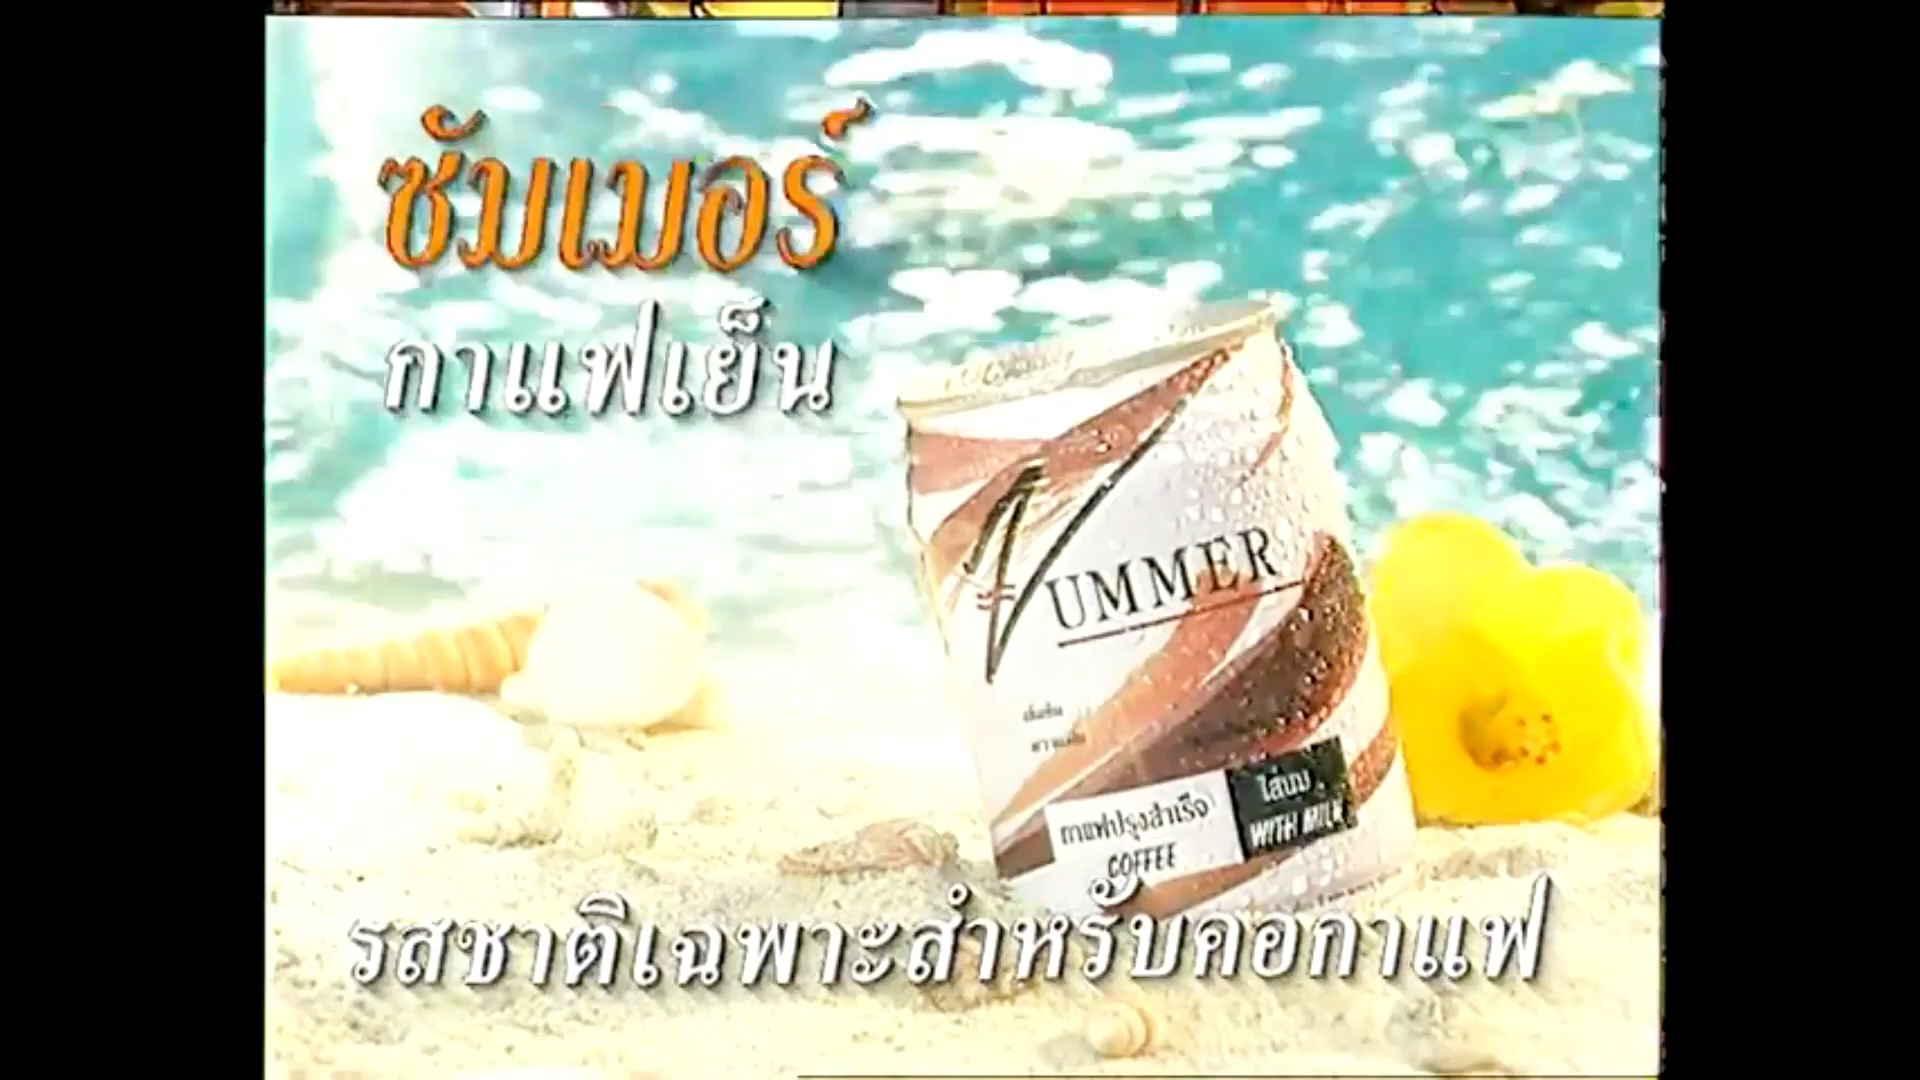 ซัมเมอร์
กาแฟเย็น
SUMMER
กาแฟปรุงสำเร็จ
COFFEE
ใส่นม
WITH MILK
รสชาติเฉพาะสำหรับคอกาแฟ